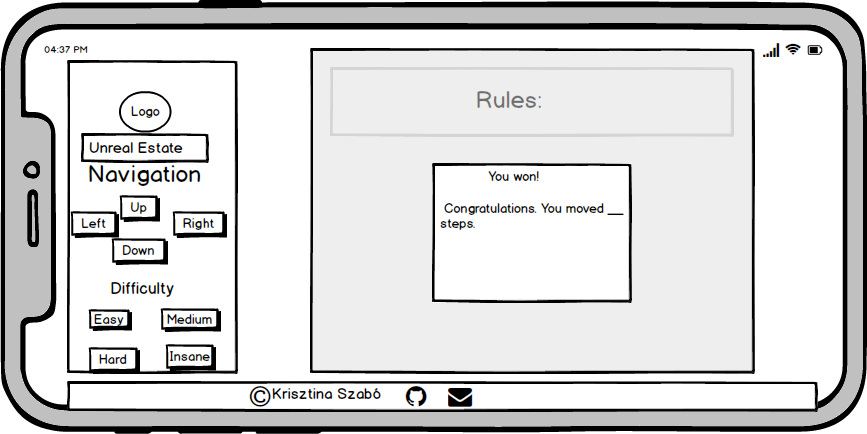 04:37 PM
Logo
Unreal Estate
Navigation
Up
Left
Right
Down
Difficulty
Easy
Medium
Hard
Insane
Rules:
You won!
Congratulations. You moved __
steps.
©Krisztina Szabó